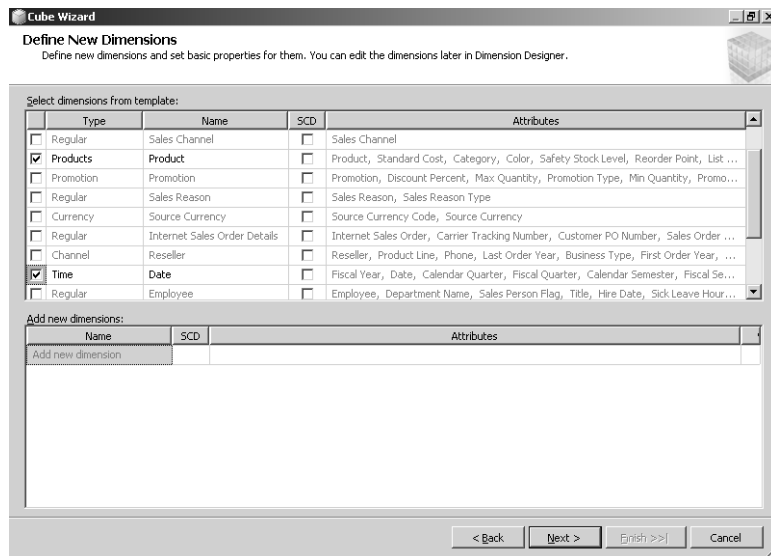 Cube Wizard
Define New Dimensions
Define new dimensions and set basic properties for them. You can edit the dimensions later in Dimension Designer.
Select dimensions from template:
Type Name SCD Attributes
Regular Sales Channel Sales Channel
Products Product Product, Standard Cost, Category, Color, Safety Stock Level, Reorder Point, List ...
Promotion Promotion Promotion, Discount Percent, Max Quantity, Promotion Type, Min Quantity, Promo...
Regular Sales Reason Sales Reason, Sales Reason Type
Currency Source Currency Source Currency Code, Source Currency
Regular Internet Sales Order Details Internet Sales Order, Carrier Tracking Number, Customer PO Number, Sales Order ...
Channel Reseller Reseller, Product Line, Phone, Last Order Year, Business Type, First Order Year, ...
Time Date Fiscal Year, Date, Calendar Quarter, Fiscal Quarter, Calendar Semester, Fiscal Se...
Regular Employee Employee, Department Name, Sales Person Flag, Title, Hire Date, Sick Leave Hour...
Add new dimensions:
Name SCD Attributes
Add new dimension
< Back Next > Finish >>| Cancel